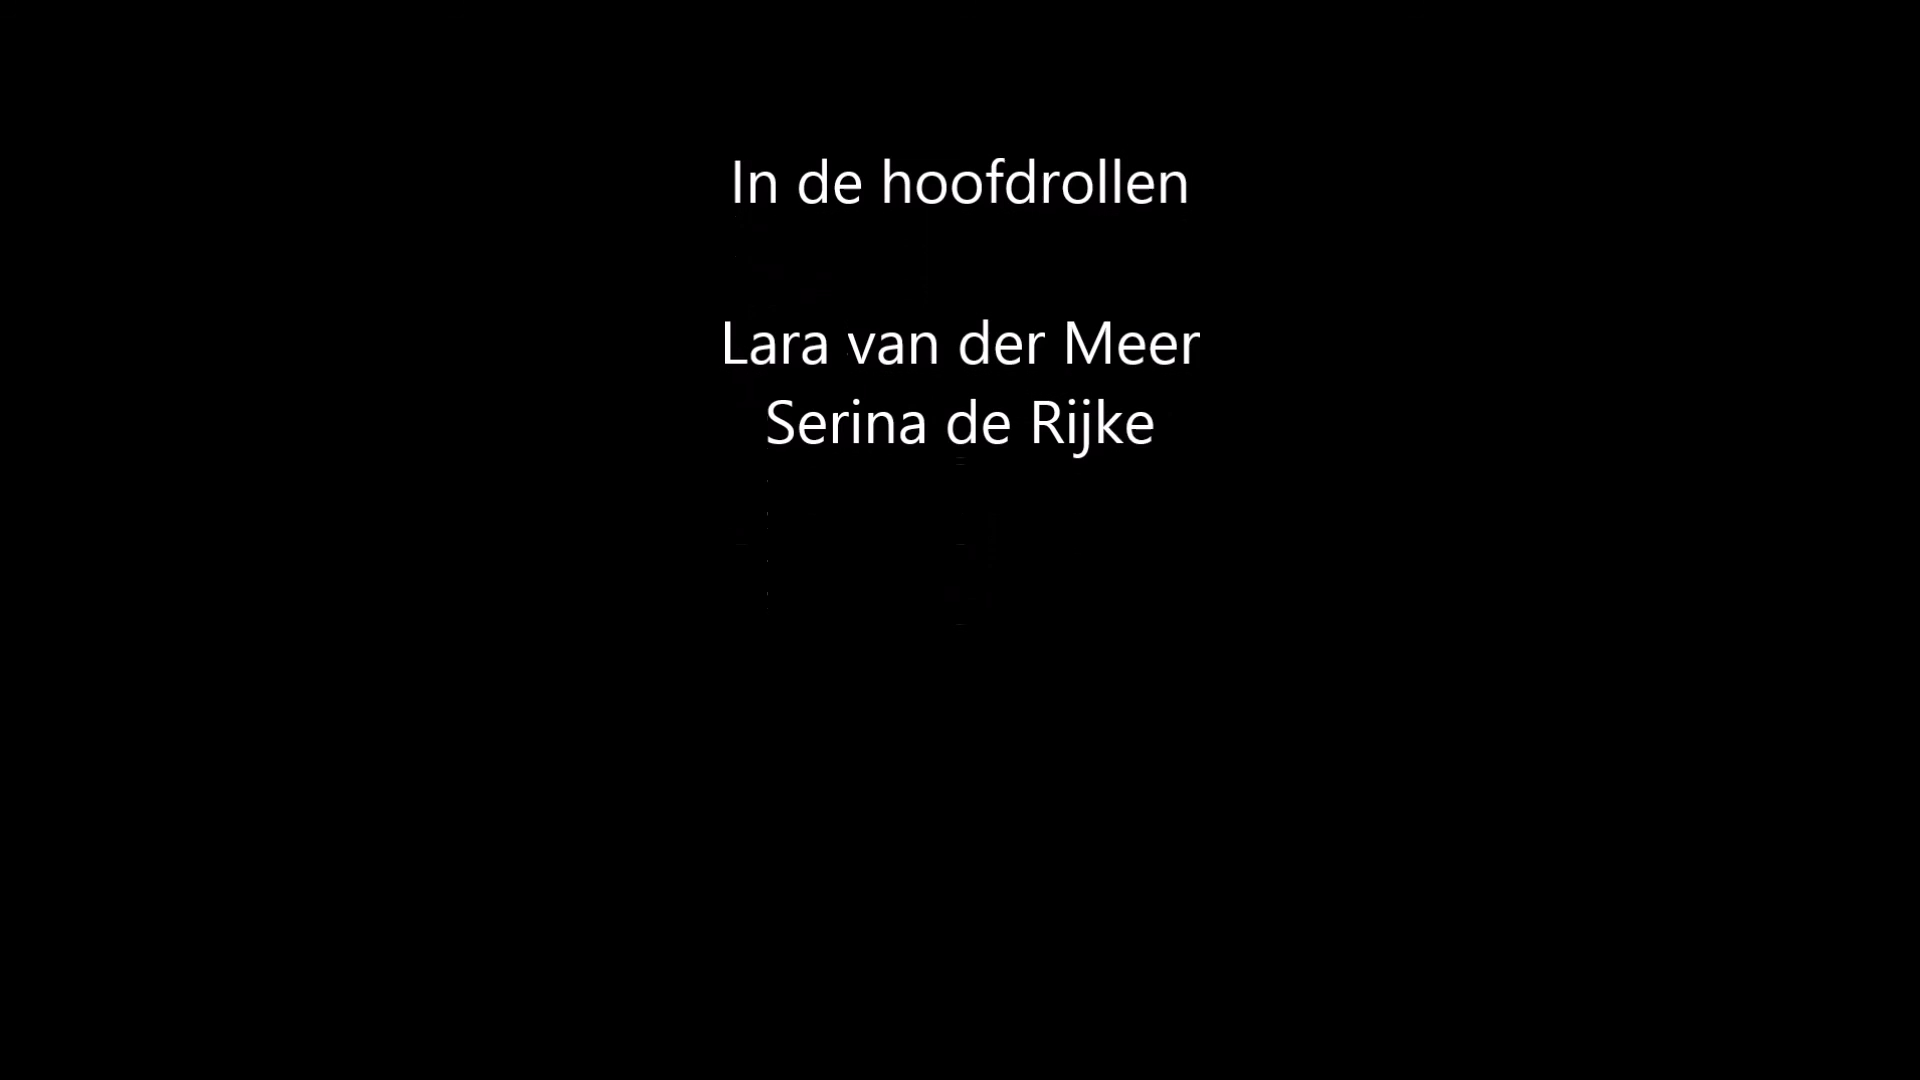 In de hoofdrollen
Lara van der Meer
Serina de Rijke